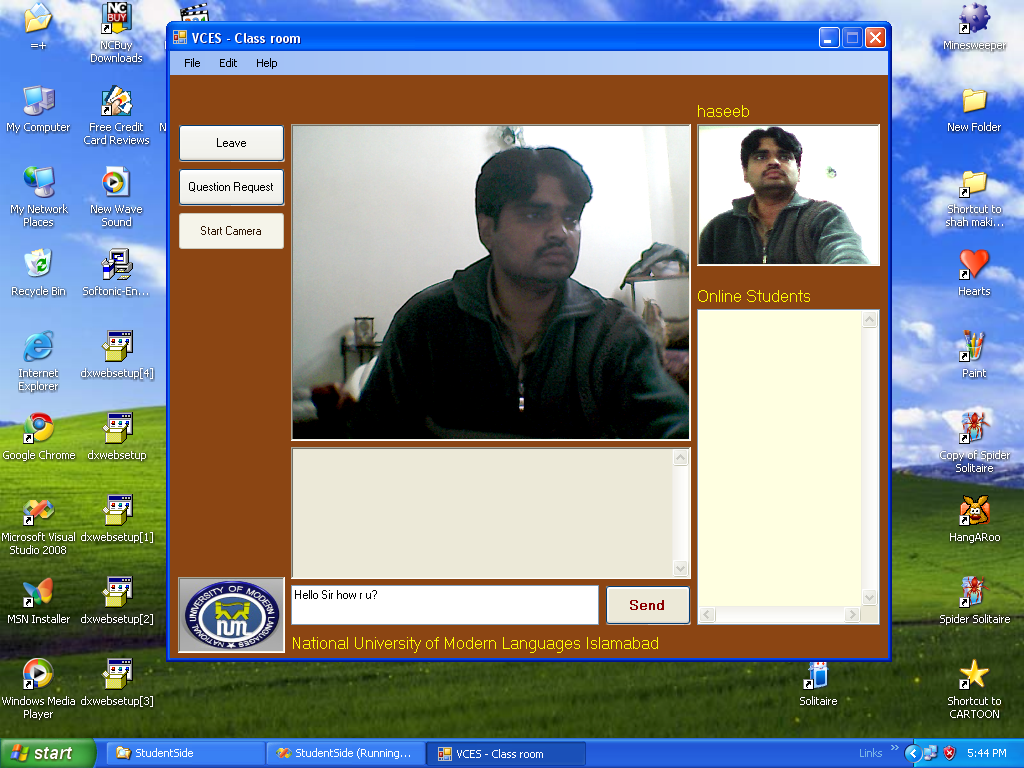 =+
NCBuy
Downloads
My Computer
Free Credit
Card Reviews
N
My Network
Places
New Wave
Sound
Recycle Bin
Softonic-En...
Internet
Explorer
dxwebsetup[4]
Google Chrome
dxwebsetup
Microsoft Visual
Studio 2008
dxwebsetup[1]
MSN Installer
dxwebsetup[2]
Windows Media
Player
dxwebsetup[3]
VCES - Class room
File Edit Help
Leave
Question Request
Start Camera
haseeb
Online Students
Hello Sir how r u?
Send
UNIVERSITY OF MODERN
NATIONAL LANGUAGES
National University of Modern Languages Islamabad
Minesweeper
New Folder
Shortcut to
shah maki...
Hearts
Paint
Copy of Spider
Solitaire
HangARoo
Spider Solitaire
Solitaire
Shortcut to
CARTOON
start
StudentSide
StudentSide (Running...
VCES - Class room
Links
5:44 PM